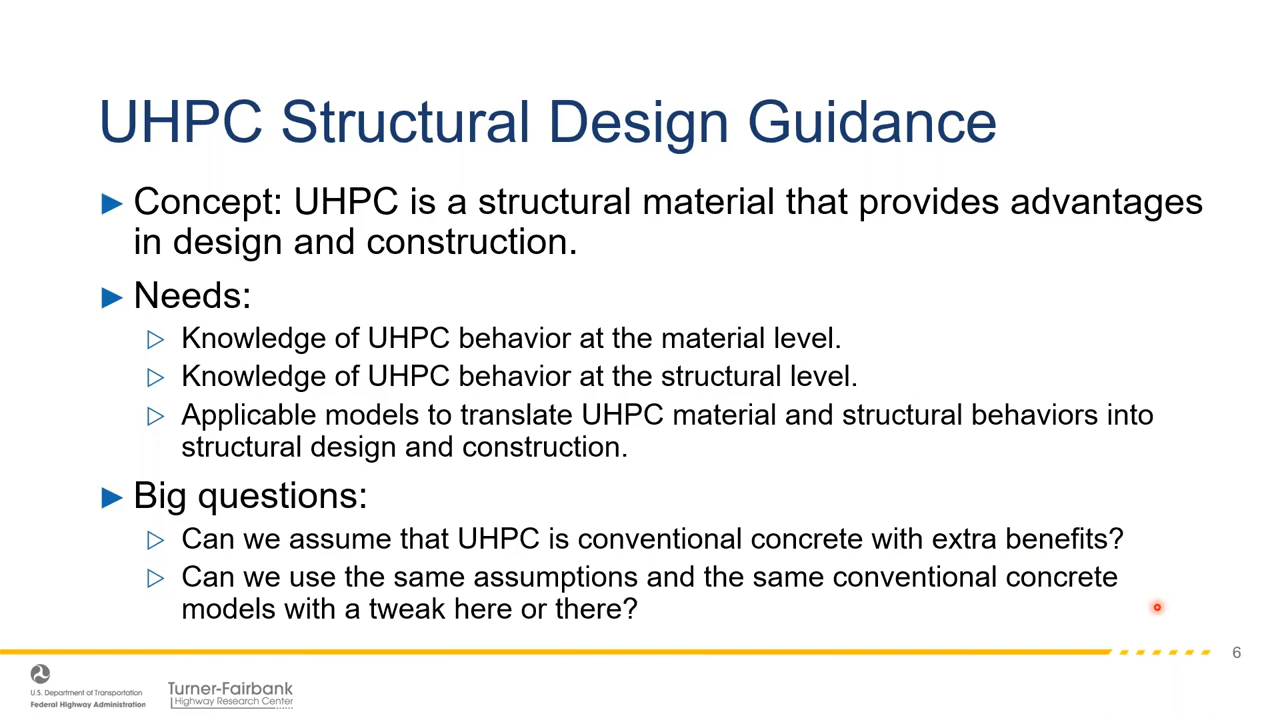 UHPC Structural Design Guidance
Concept: UHPC is a structural material that provides advantages
in design and construction.
Needs:
Knowledge of UHPC behavior at the material level.
Knowledge of UHPC behavior at the structural level.
Applicable models to translate UHPC material and structural behaviors into
structural design and construction.
Big questions:
Can we assume that UHPC is conventional concrete with extra benefits?
Can we use the same assumptions and the same conventional concrete
models with a tweak here or there?
6
U.S. Department of Transportation
Federal Highway Administration
Turner-Fairbank
Highway Research Center